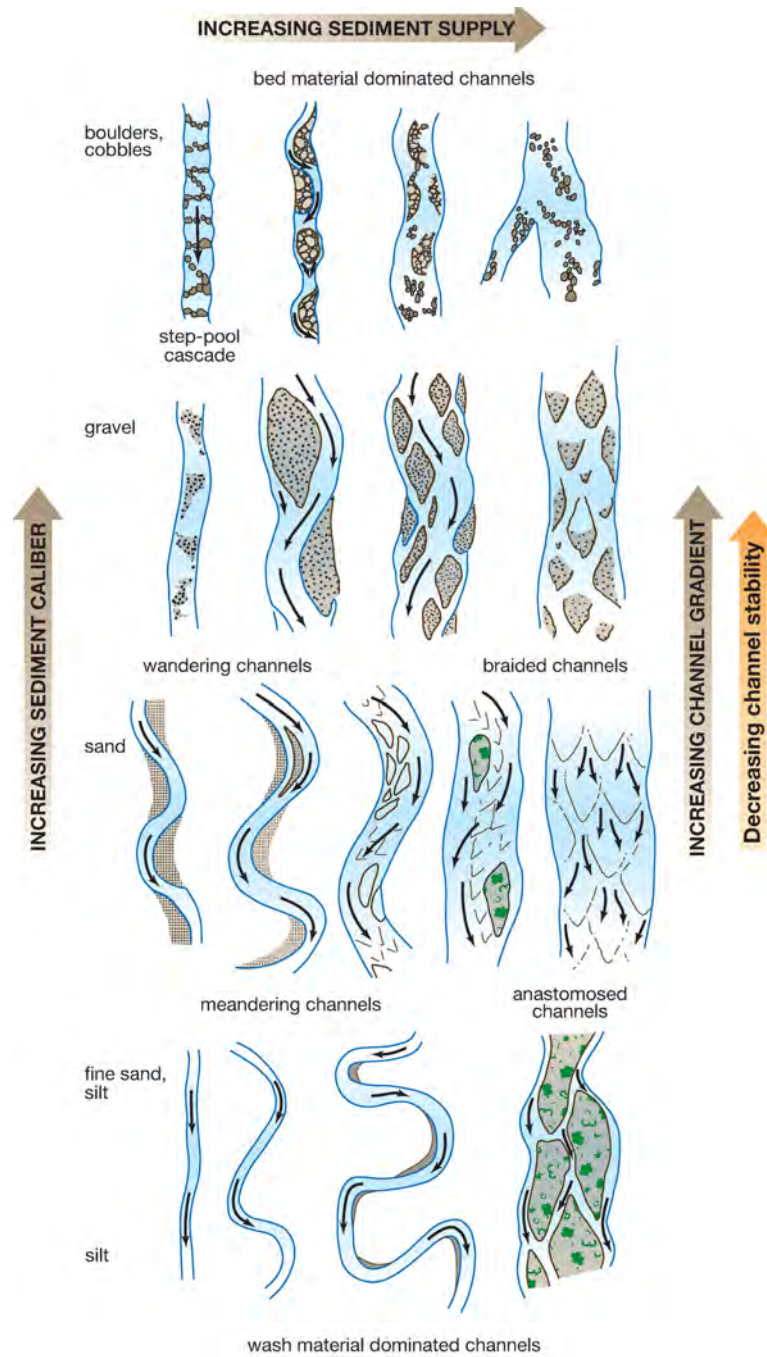 INCREASING SEDIMENT SUPPLY
bed material dominated channels
boulders,
cobbles
step-pool
cascade
gravel
INCREASING SEDIMENT CALIBER
INCREASING CHANNEL GRADIENT
Decreasing channel stability
wandering channels
braided channels
sand
meandering channels
anastomosed
channels
fine sand,
silt
silt
wash material dominated channels